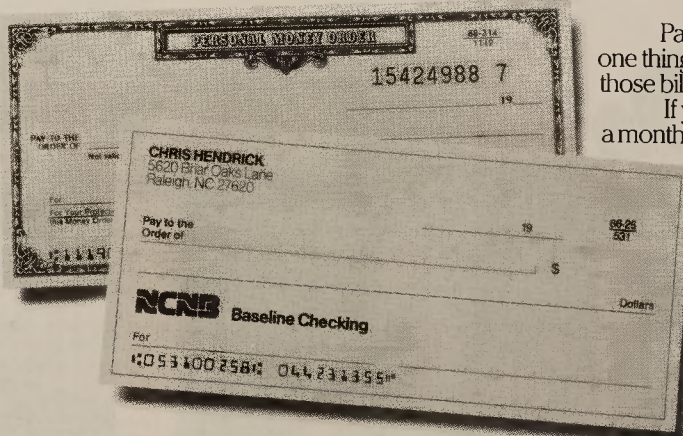 PERSONAL MONEY ORDER
15424988 7
19
PAY TO THE
ORDER OF
For
CHRIS HENDRICK
5620 Briar Oaks Lane
Raleigh, NC 27620
19
66-25
531
Pay to the
Order of
$
Dollars
NCNB Baseline Checking
For
⑆053100258⑆ 044231355⑈
Pa
one thing
those bil
If y
a month